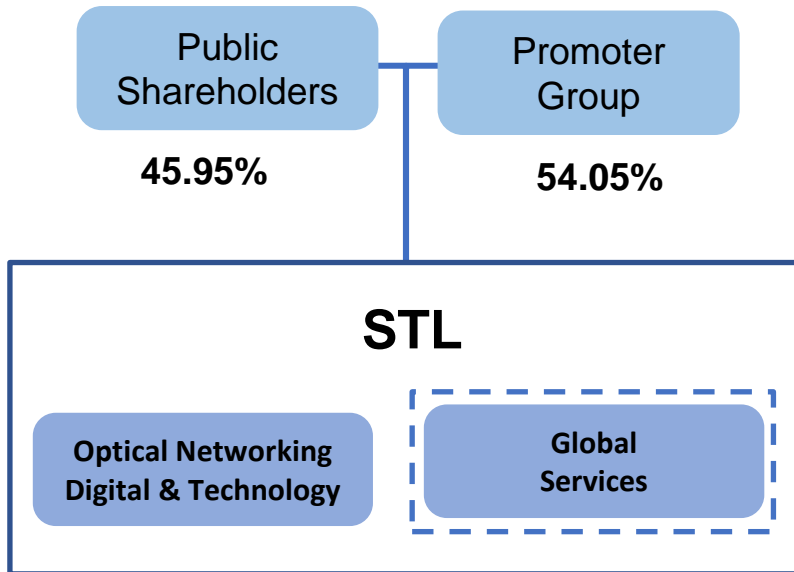 Public
Shareholders
Promoter
Group
45.95%
54.05%
STL
Optical Networking
Digital & Technology
Global
Services